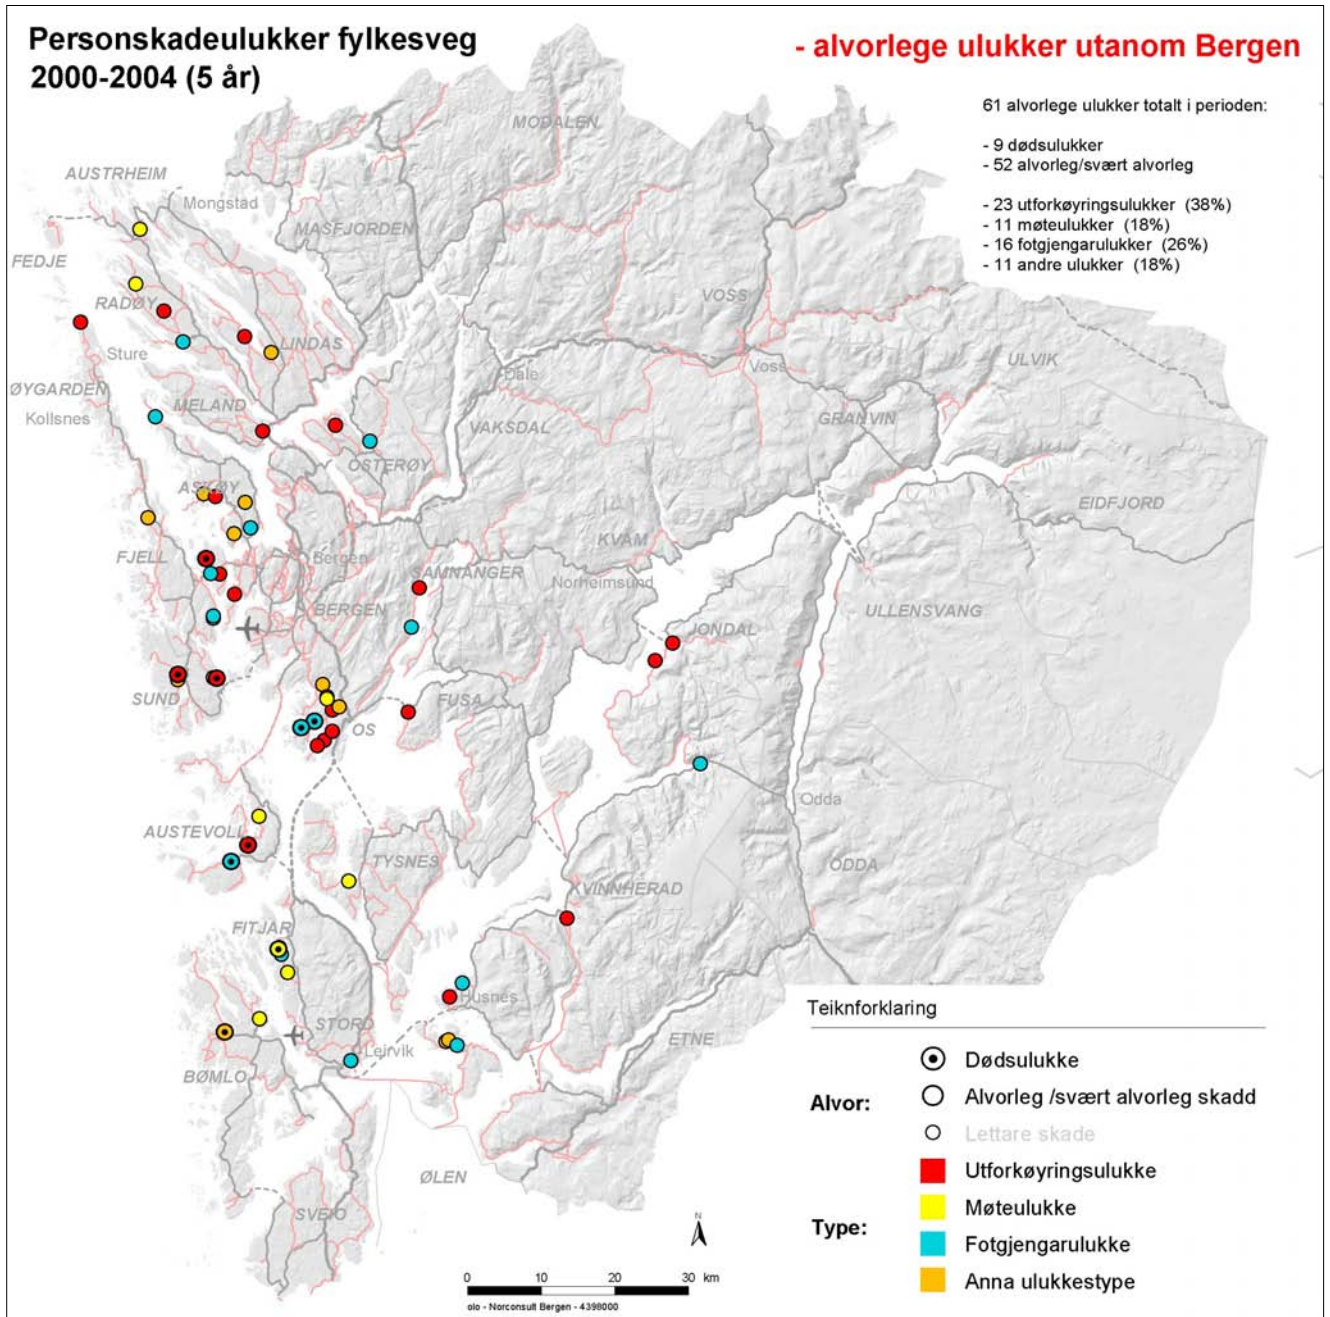 Personskadeulukker fylkesveg
2000-2004 (5 år)
- alvorlege ulukker utanom Bergen
61 alvorlege ulukker totalt i perioden:
- 9 dødsulukker
- 52 alvorleg/svært alvorleg
- 23 utforkøyringsulukker (38%)
- 11 møteulukker (18%)
- 16 fotgjengarulukker (26%)
- 11 andre ulukker (18%)
MODALEN
AUSTRHEIM
Mongstad
MASFJORDEN
FEDJE
RADØY
VOSS
LINDÅS
Sture
ULVIK
Dale
Voss
ØYGARDEN
MELAND
Kollsnes
GRANVIN
VAKSDAL
OSTERØY
ASKØY
EIDFJORD
KVAM
FJELL
Bergen
SAMNANGER
Norheimsund
BERGEN
ULLENSVANG
JONDAL
SUND
FUSA
OS
Odda
AUSTEVOLL
TYSNES
ODDA
KVINNHERAD
FITJAR
Husnes
STORD
Leirvik
ETNE
BØMLO
ØLEN
SVEIO
Teiknforklaring
Alvor:
Dødsulukke
Alvorleg /svært alvorleg skadd
Lettare skade
Type:
Utforkøyringsulukke
Møteulukke
Fotgjengarulukke
Anna ulukkestype
N
0 10 20 30 km
olo - Norconsult Bergen - 4398000